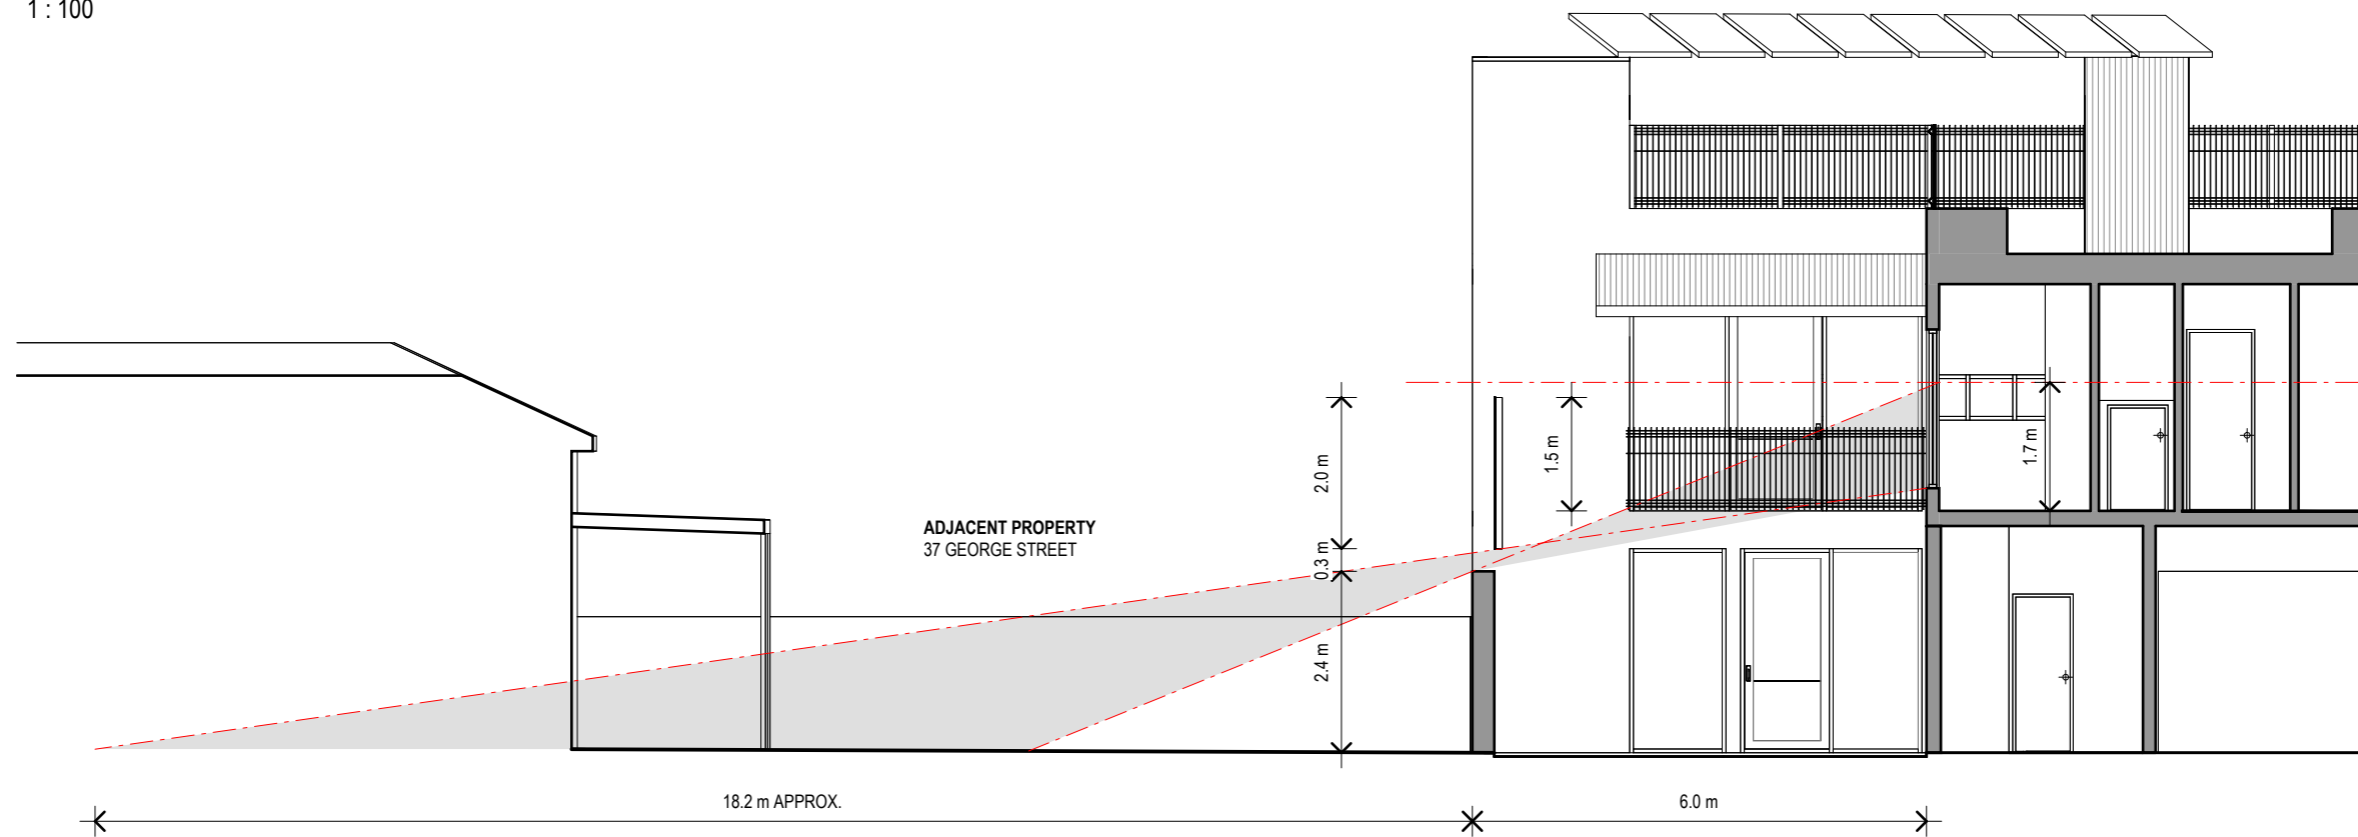 1 : 100
2.0 m
1.5 m
1.7 m
ADJACENT PROPERTY
37 GEORGE STREET
0.3 m
2.4 m
18.2 m APPROX.
6.0 m